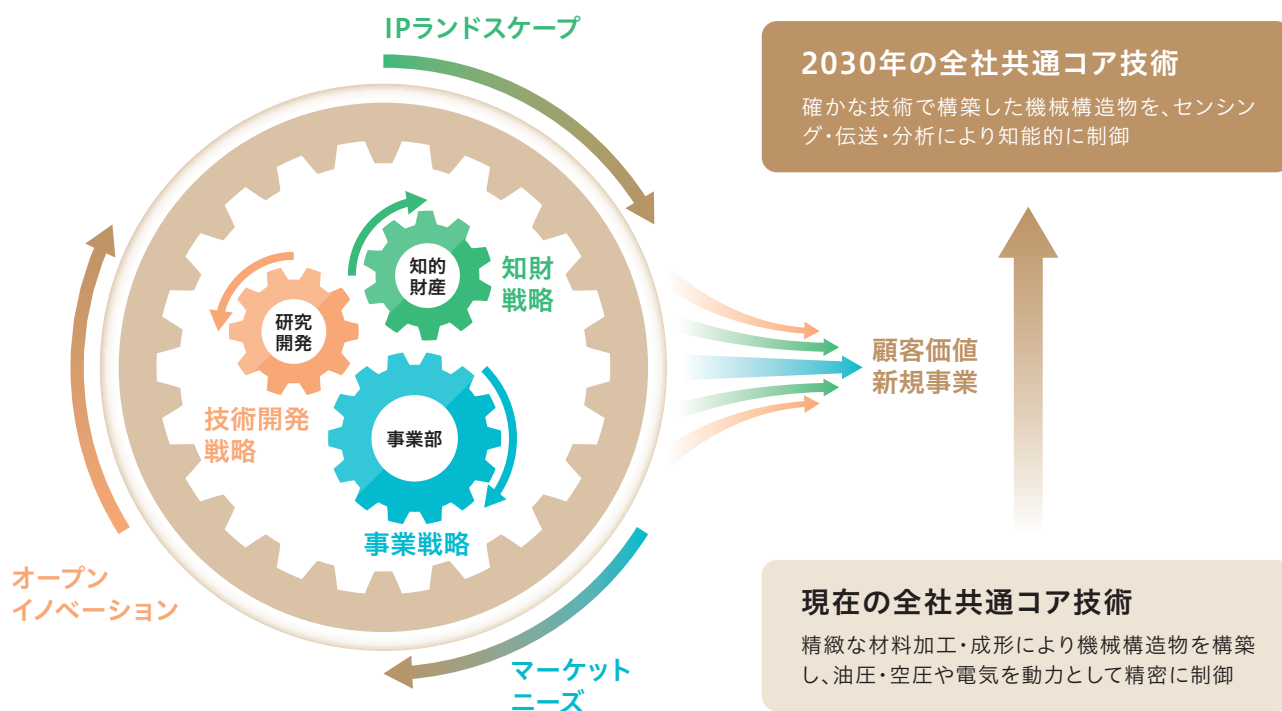 IPランドスケープ
知的
財産
知財
戦略
研究
開発
技術開発
戦略
事業部
事業戦略
オープン
イノベーション
マーケット
ニーズ
顧客価値
新規事業
2030年の全社共通コア技術
確かな技術で構築した機械構造物を、センシン
グ・伝送・分析により知能的に制御
現在の全社共通コア技術
精緻な材料加工・成形により機械構造物を構築
し、油圧・空圧や電気を動力として精密に制御